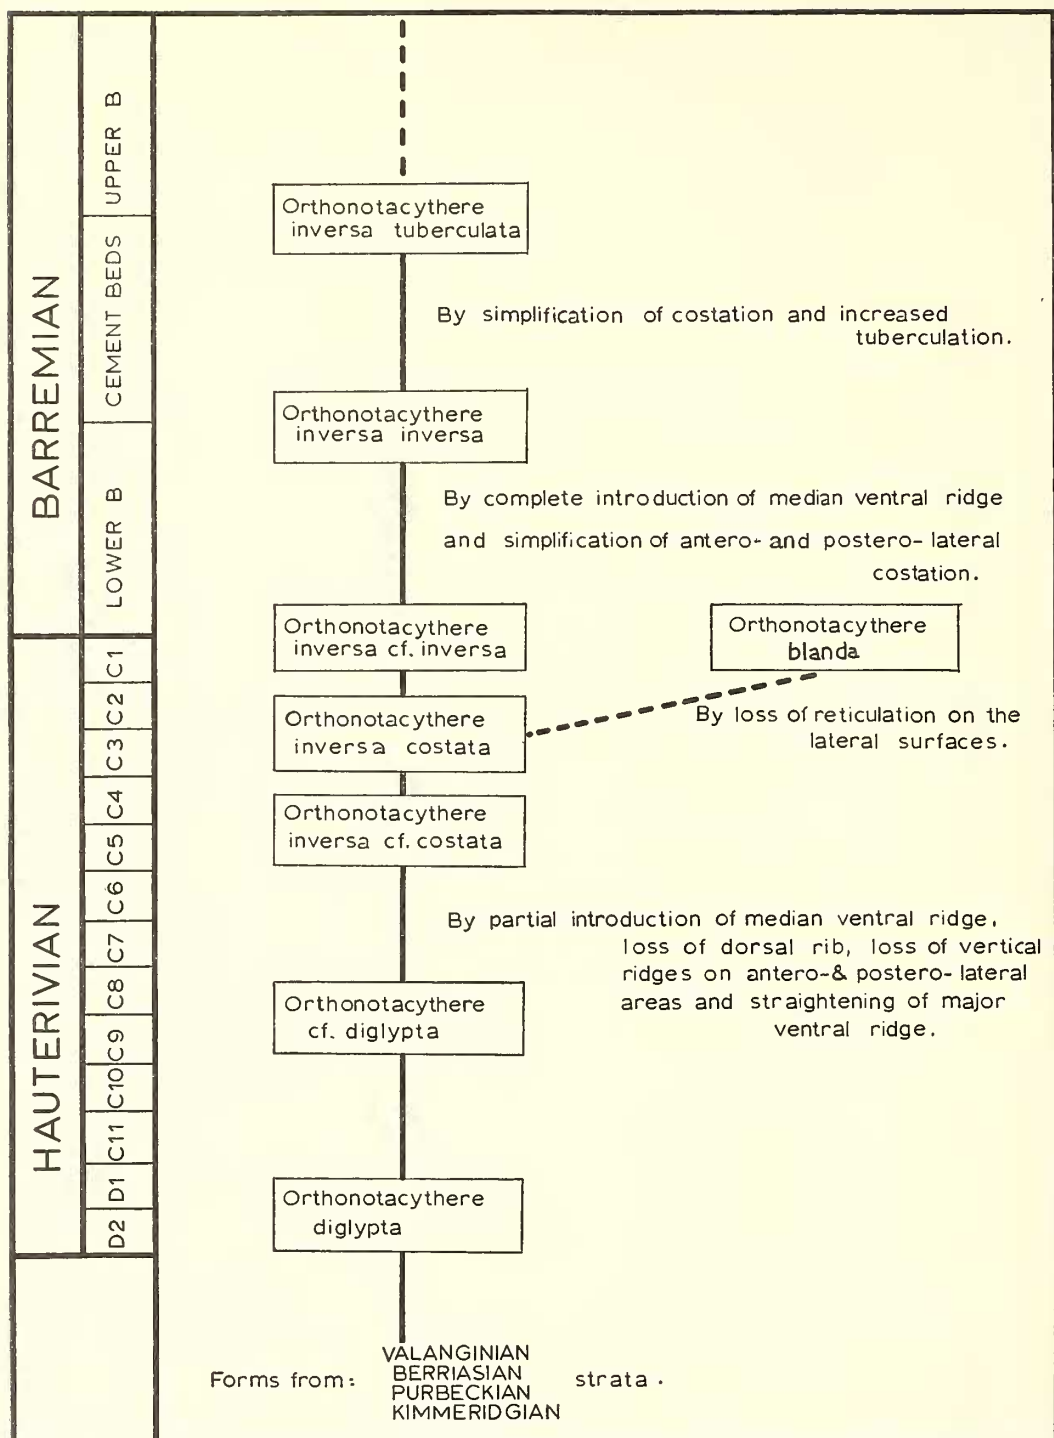 BARREMIAN
HAUTERIVIAN
UPPER B
CEMENT BEDS
LOWER B
C1
C2
C3
C4
C5
C6
C7
C8
C9
C10
C11
D1
D2
Orthonotacythere
inversa tuberculata
By simplification of costation and increased
tuberculation.
Orthonotacythere
inversa inversa
By complete introduction of median ventral ridge
and simplification of antero- and postero-lateral
costation.
Orthonotacythere
inversa cf. inversa
Orthonotacythere
blanda
Orthonotacythere
inversa costata
By loss of reticulation on the
lateral surfaces.
Orthonotacythere
inversa cf. costata
By partial introduction of median ventral ridge,
loss of dorsal rib, loss of vertical
ridges on antero-& postero-lateral
areas and straightening of major
ventral ridge.
Orthonotacythere
cf. diglypta
Orthonotacythere
diglypta
Forms from:
VALANGINIAN
BERRIASIAN
PURBECKIAN
KIMMERIDGIAN
strata.